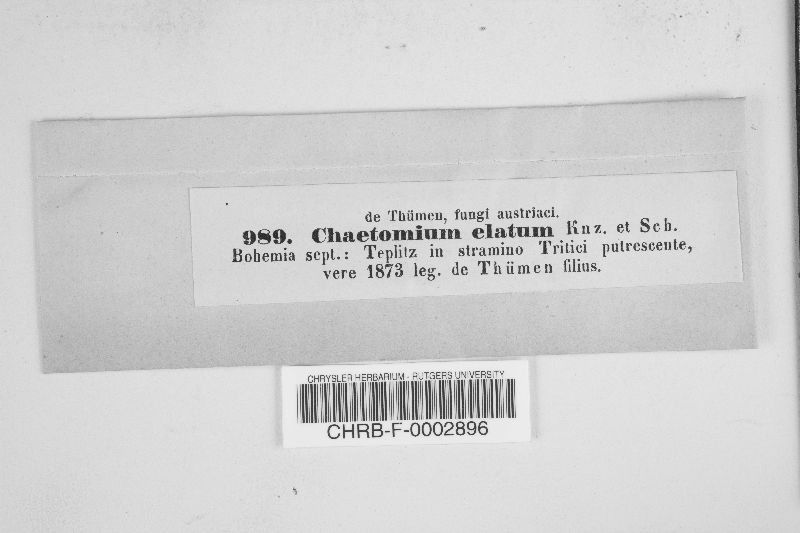 de Thümen, fungi austriaci.
989. Chaetomium elatum Knz. et Sch.
Bohemia sept.: Teplitz in stramino Tritici putrescente,
vere 1873 leg. de Thümen filius.
CHRYSLER HERBARIUM - RUTGERS UNIVERSITY
CHRB-F-0002896